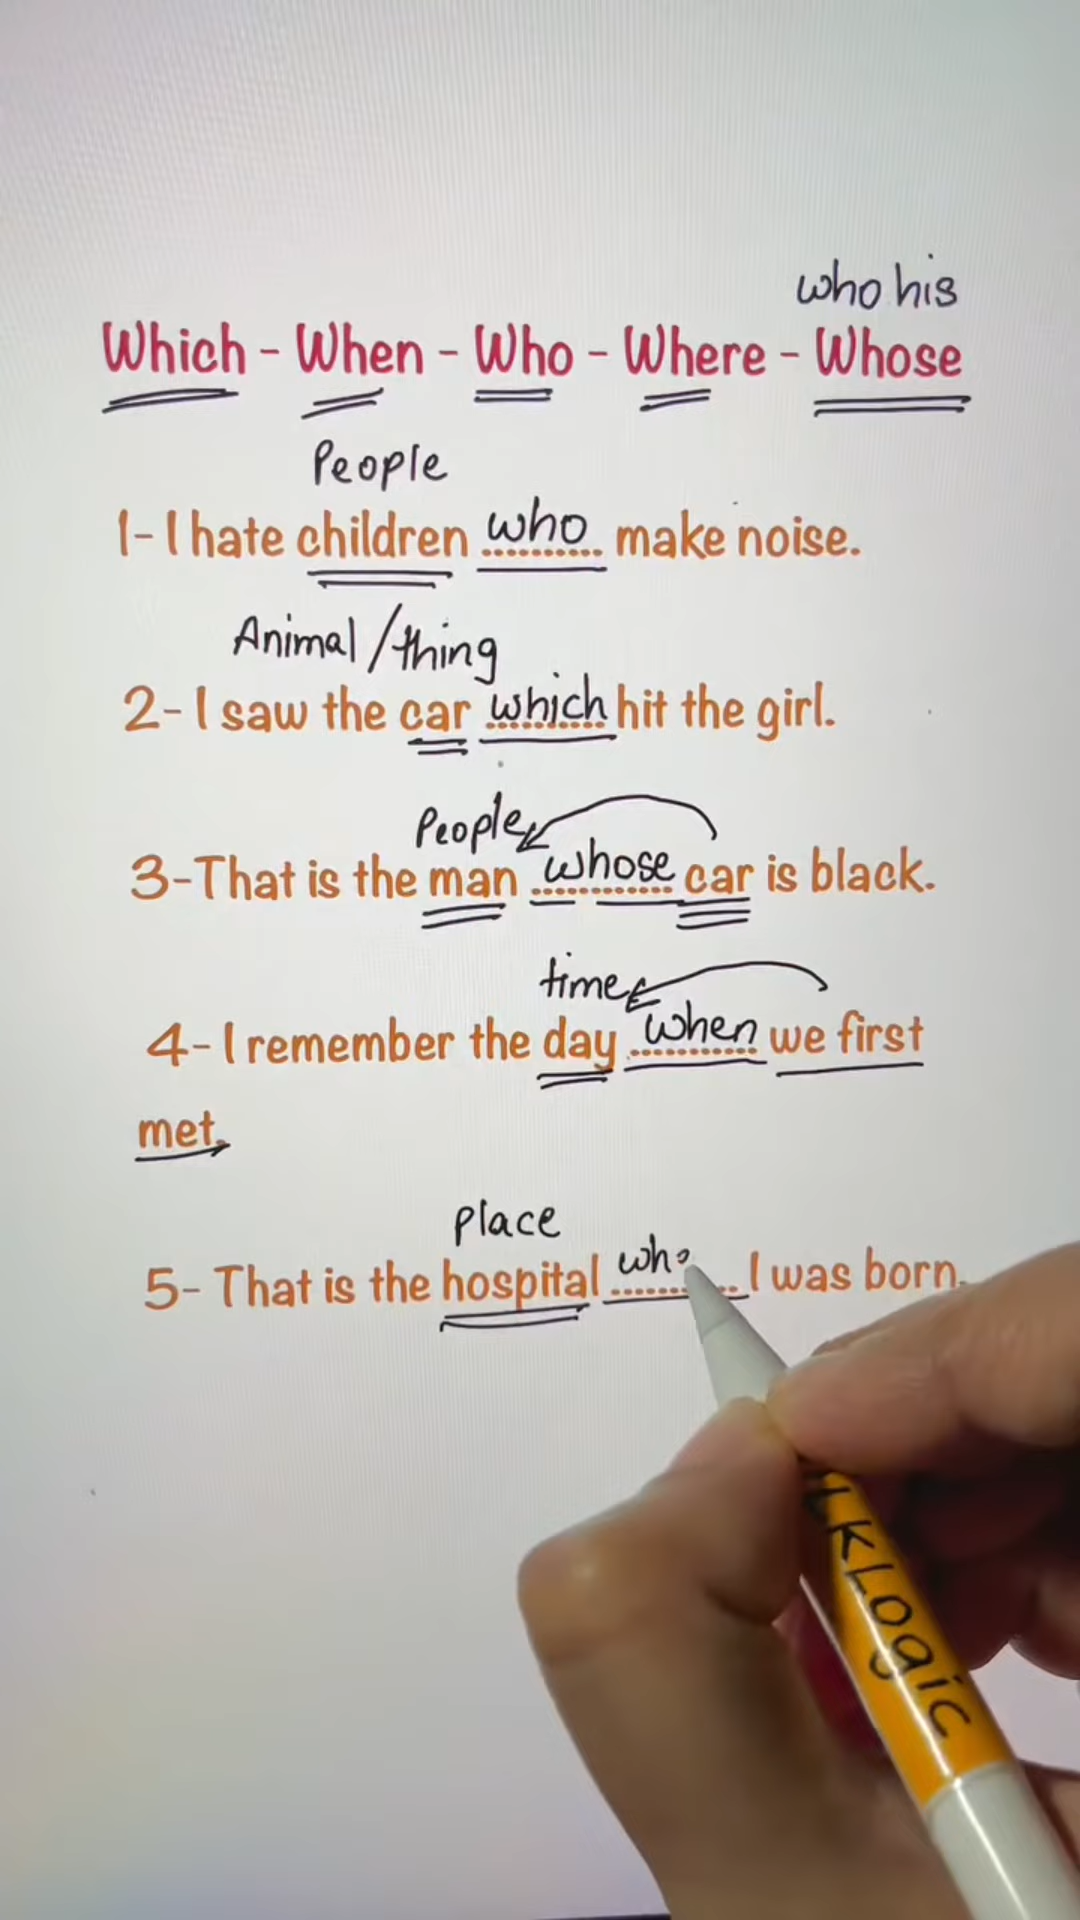 who his
Which - When - Who - Where - Whose
People
1- I hate children who make noise.
Animal/thing
2- I saw the car which hit the girl.
People
3-That is the man whose car is black.
time
4- I remember the day when we first
met.
place
5- That is the hospital I was born.